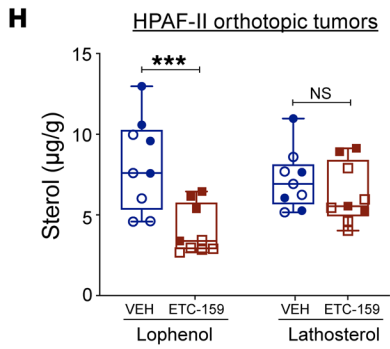 H
HPAF-II orthotopic tumors
Sterol (µg/g)
15
10
5
0
***
NS
VEH ETC-159 VEH ETC-159
Lophenol Lathosterol